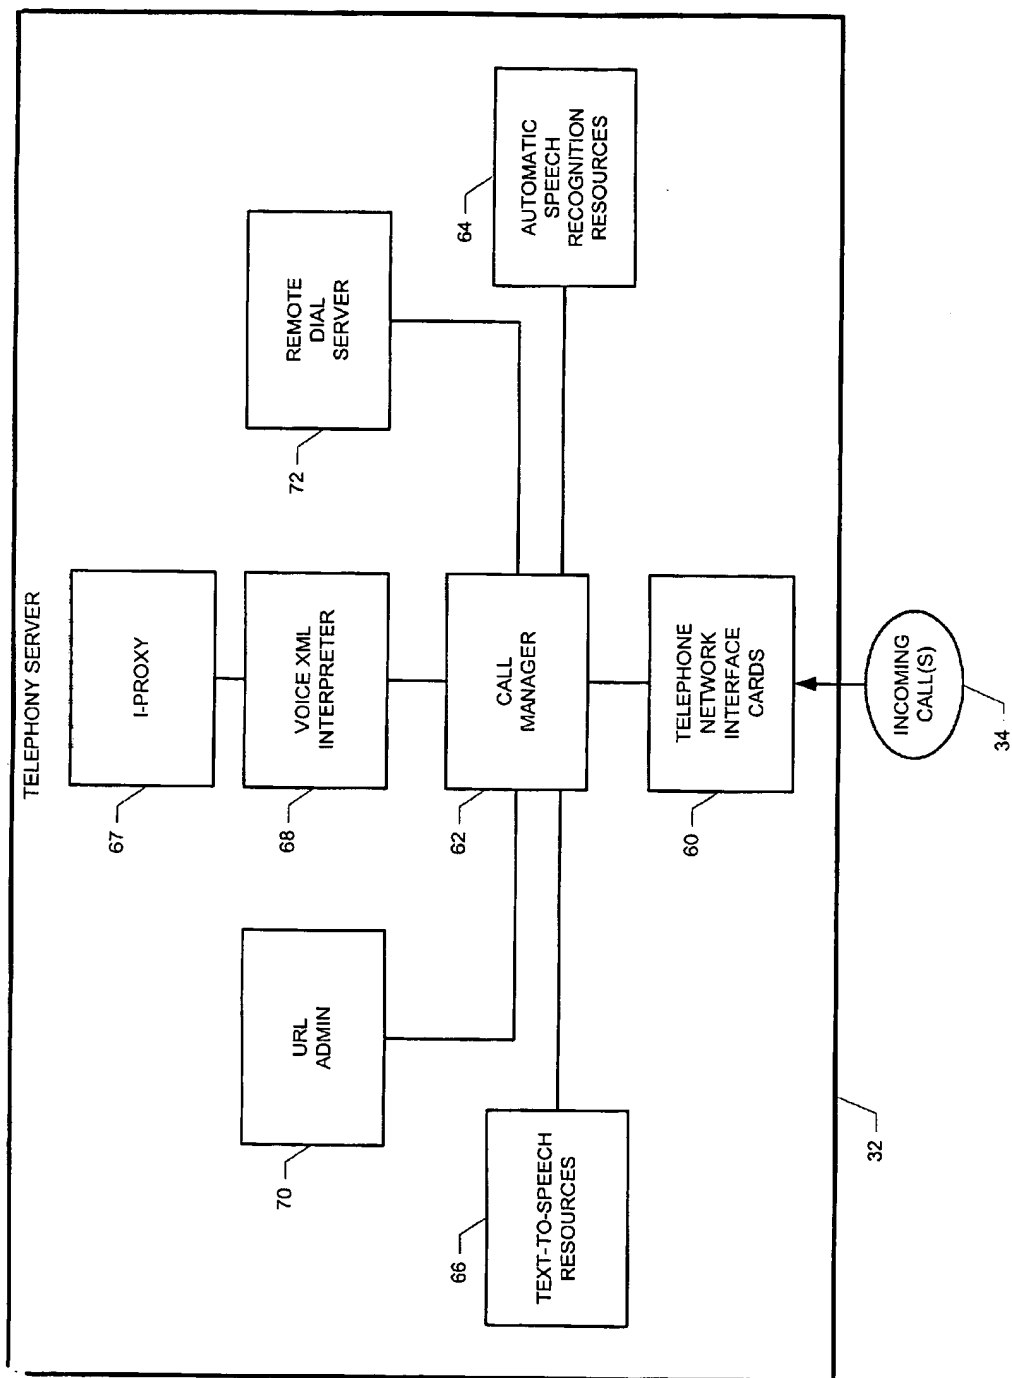 TELEPHONY SERVER
I-PROXY
67
URL
ADMIN
70
VOICE XML
INTERPRETER
68
REMOTE
DIAL
SERVER
72
TEXT-TO-SPEECH
RESOURCES
66
CALL
MANAGER
62
AUTOMATIC
SPEECH
RECOGNITION
RESOURCES
64
TELEPHONE
NETWORK
INTERFACE
CARDS
60
32
INCOMING
CALL(S)
34